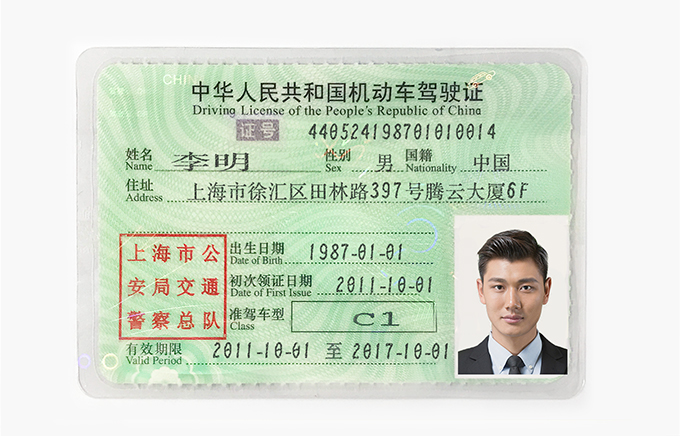 CHIN
中华人民共和国机动车驾驶证
Driving License of the People's Republic of China
证号 440524198701010014
姓名 Name 李明 性别 Sex 男 国籍 Nationality 中国
住址 Address 上海市徐汇区田林路397号腾云大厦6F
上海市公
安局交通
警察总队
出生日期 Date of Birth 1987-01-01
初次领证日期 Date of First Issue 2011-10-01
准驾车型 Class C1
有效期限 Valid Period 2011-10-01 至 2017-10-01